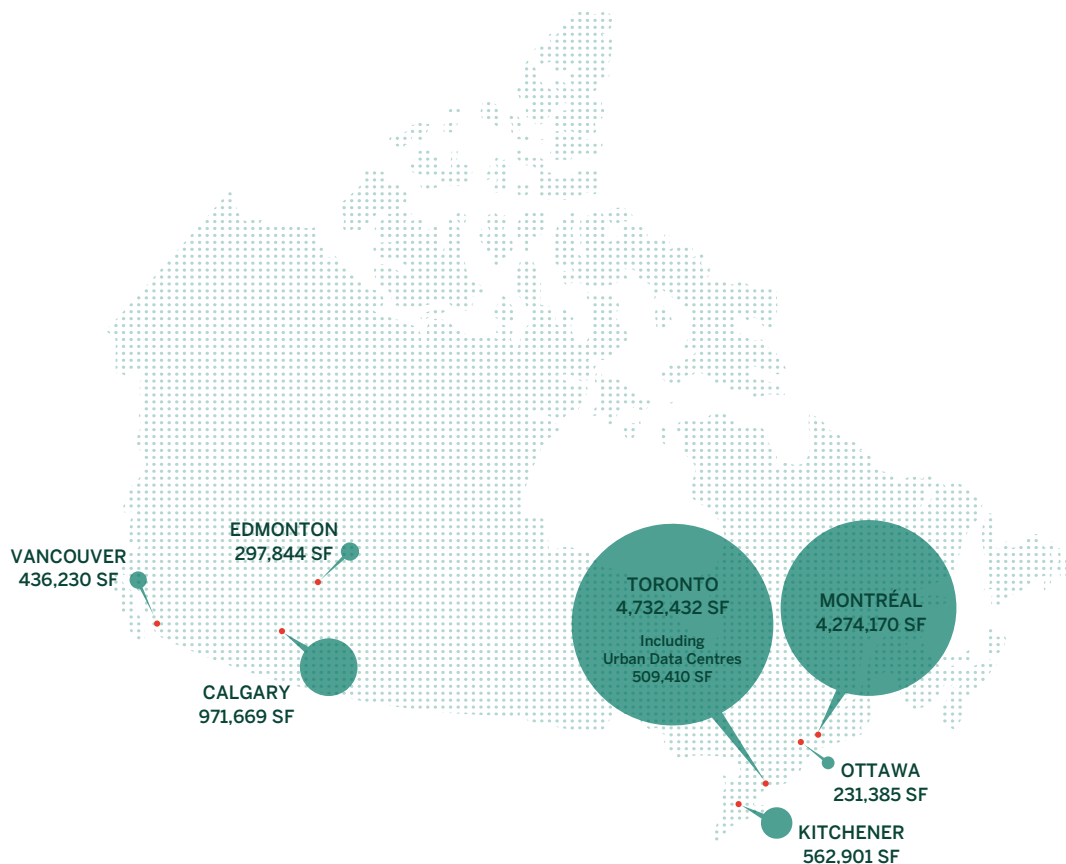 EDMONTON
297,844 SF
VANCOUVER
436,230 SF
CALGARY
971,669 SF
TORONTO
4,732,432 SF
Including
Urban Data Centres
509,410 SF
MONTRÉAL
4,274,170 SF
OTTAWA
231,385 SF
KITCHENER
562,901 SF